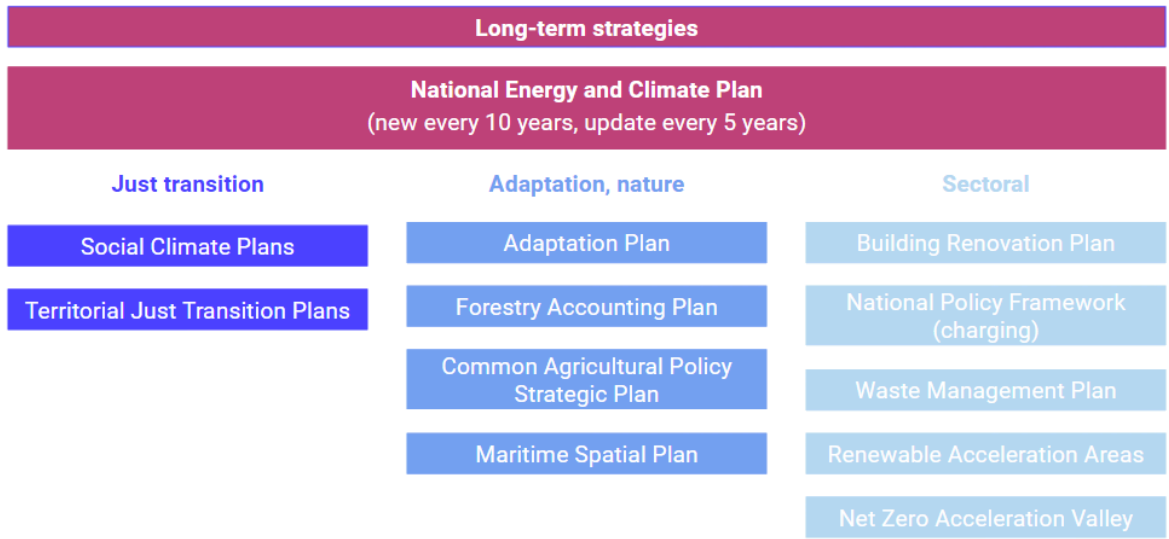 Long-term strategies
National Energy and Climate Plan
(new every 10 years, update every 5 years)
Just transition
Social Climate Plans
Territorial Just Transition Plans
Adaptation, nature
Adaptation Plan
Forestry Accounting Plan
Common Agricultural Policy
Strategic Plan
Maritime Spatial Plan
Sectoral
Building Renovation Plan
National Policy Framework
(charging)
Waste Management Plan
Renewable Acceleration Areas
Net Zero Acceleration Valley